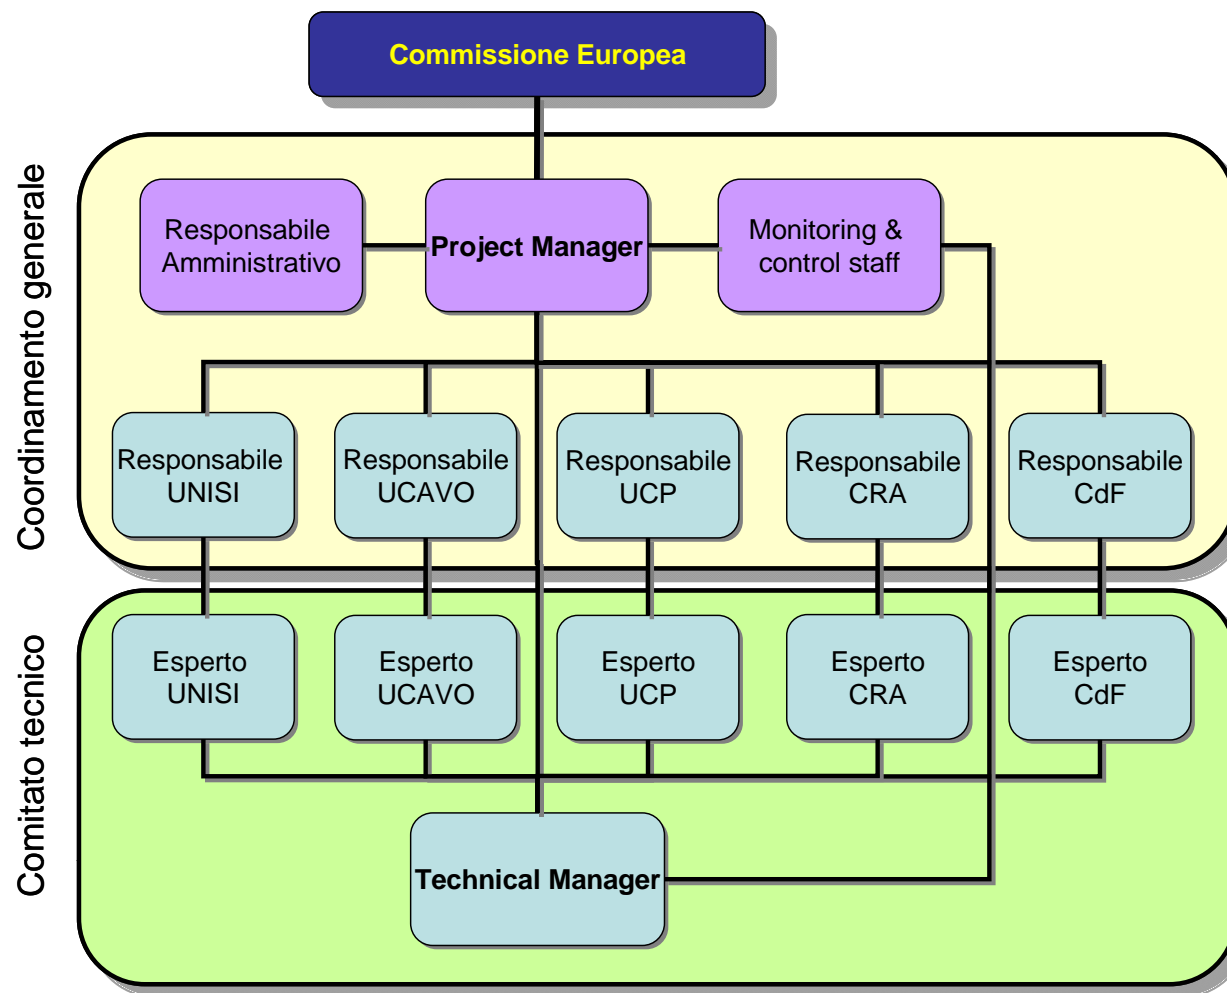 Commissione Europea
Coordinamento generale
Responsabile
Amministrativo
Project Manager
Monitoring &
control staff
Responsabile
UNISI
Responsabile
UCAVO
Responsabile
UCP
Responsabile
CRA
Responsabile
CdF
Comitato tecnico
Esperto
UNISI
Esperto
UCAVO
Esperto
UCP
Esperto
CRA
Esperto
CdF
Technical Manager